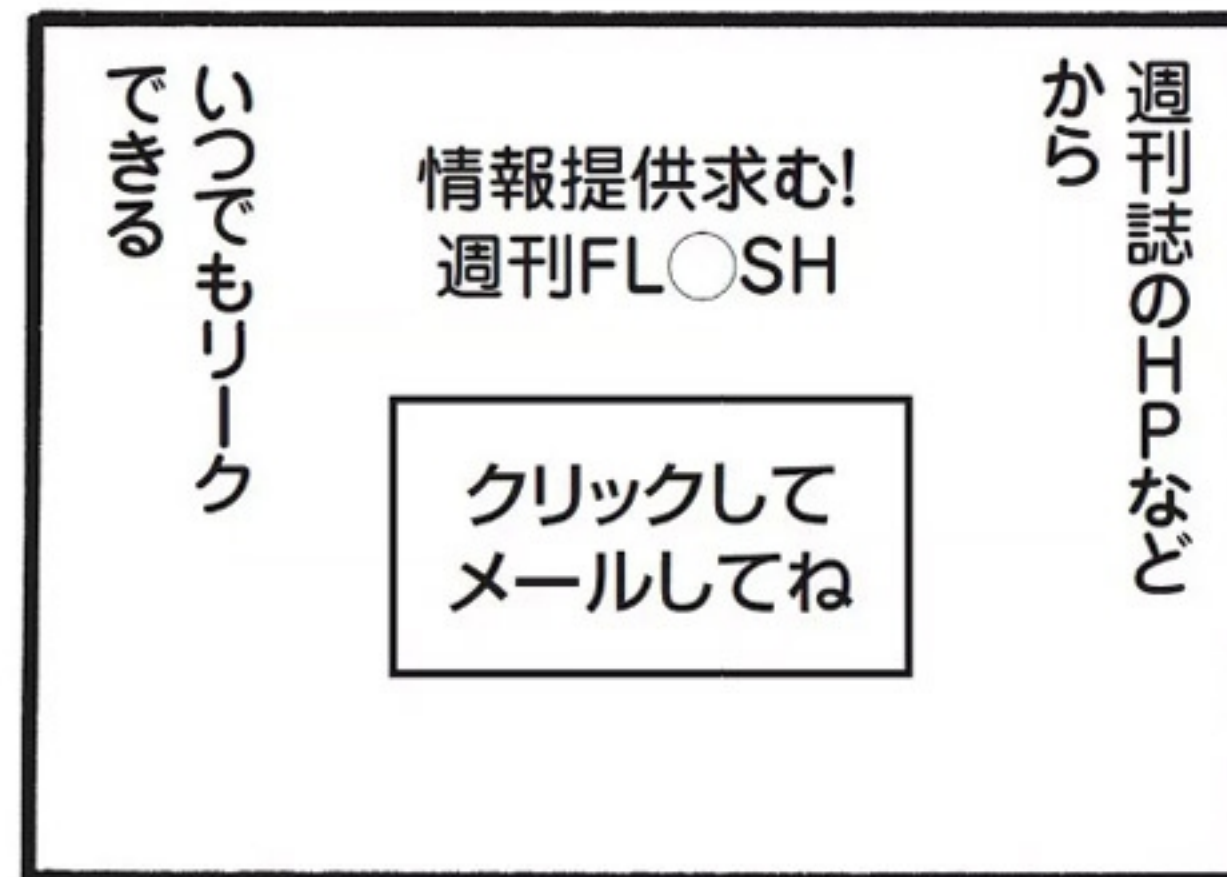 週刊誌のHPなど
から
情報提供求む!
週刊FL○SH
クリックして
メールしてね
いつでもリーク
できる